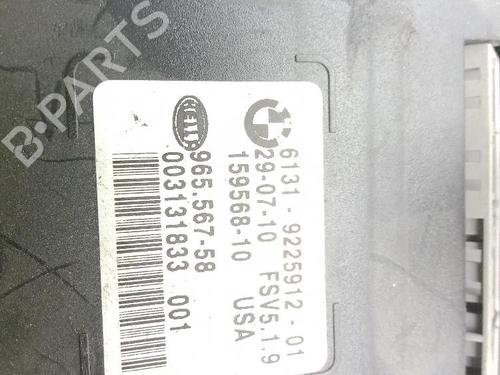 6131 - 9225912 - 01
29-07-10 FSV5.1.9
159568-10 USA
HELLA
965.567-58
003131833 001
B-PARTS